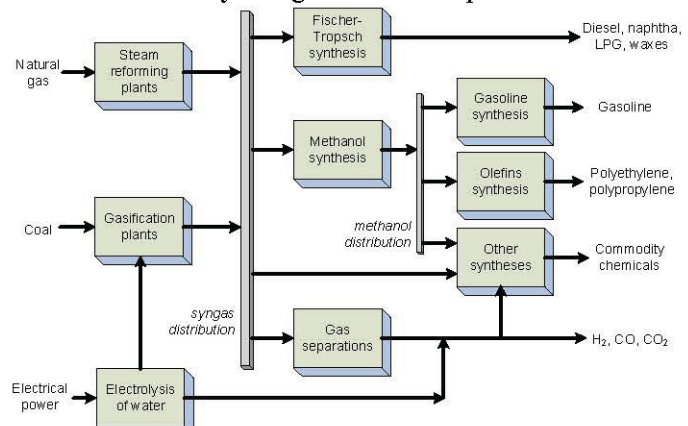 Fischer-
Tropsch
synthesis
Diesel, naphtha,
LPG, waxes
Natural
gas
Steam
reforming
plants
Gasoline
synthesis
Gasoline
Methanol
synthesis
Olefins
synthesis
Polyethylene,
polypropylene
Coal
Gasification
plants
methanol
distribution
Other
syntheses
Commodity
chemicals
syngas
distribution
Gas
separations
H₂, CO, CO₂
Electrical
power
Electrolysis
of water